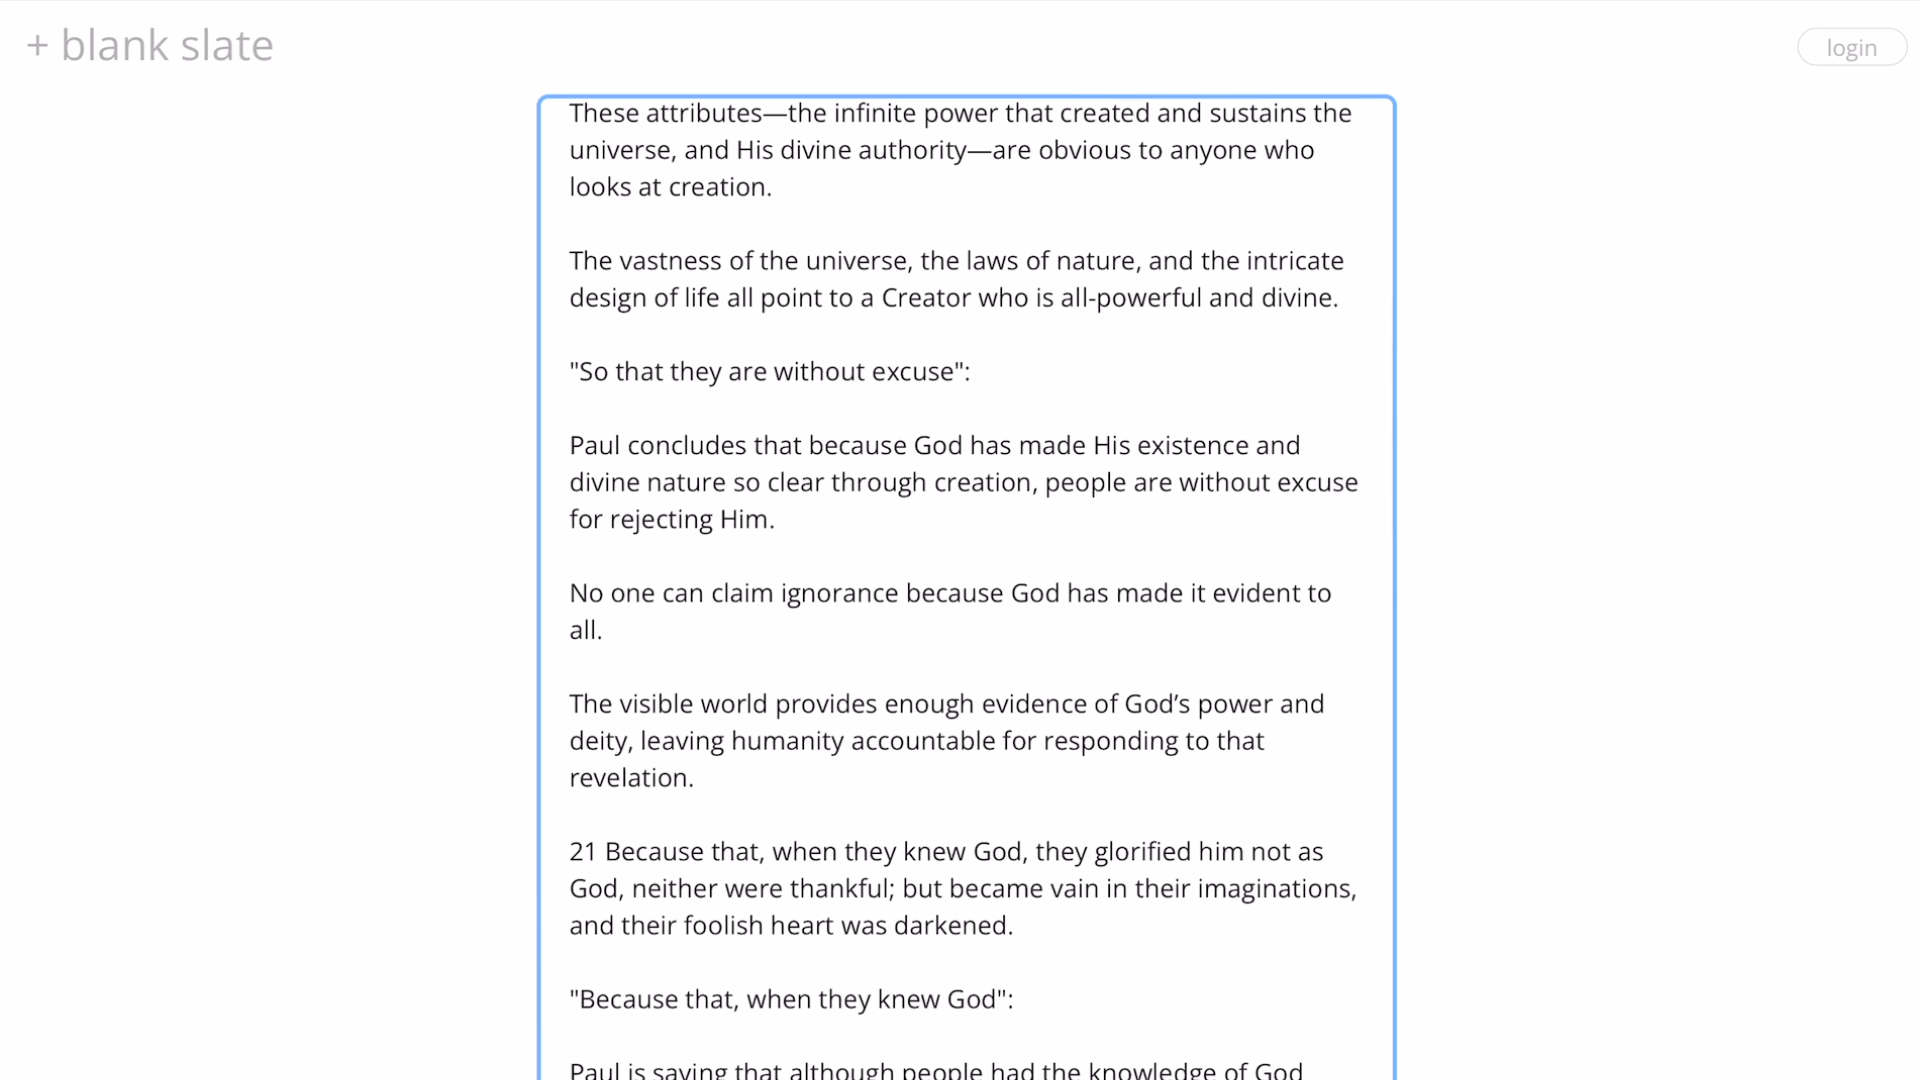 + blank slate
login
These attributes—the infinite power that created and sustains the
universe, and His divine authority—are obvious to anyone who
looks at creation.
The vastness of the universe, the laws of nature, and the intricate
design of life all point to a Creator who is all-powerful and divine.
"So that they are without excuse":
Paul concludes that because God has made His existence and
divine nature so clear through creation, people are without excuse
for rejecting Him.
No one can claim ignorance because God has made it evident to
all.
The visible world provides enough evidence of God’s power and
deity, leaving humanity accountable for responding to that
revelation.
21 Because that, when they knew God, they glorified him not as
God, neither were thankful; but became vain in their imaginations,
and their foolish heart was darkened.
"Because that, when they knew God":
Paul is saying that although people had the knowledge of God